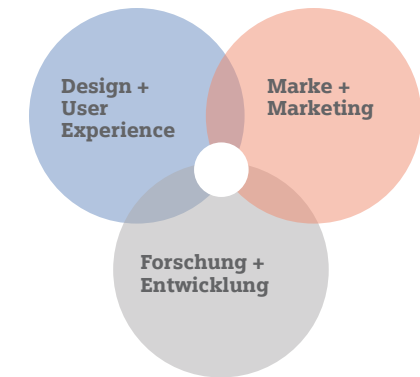 Design +
User
Experience
Marke +
Marketing
Forschung +
Entwicklung